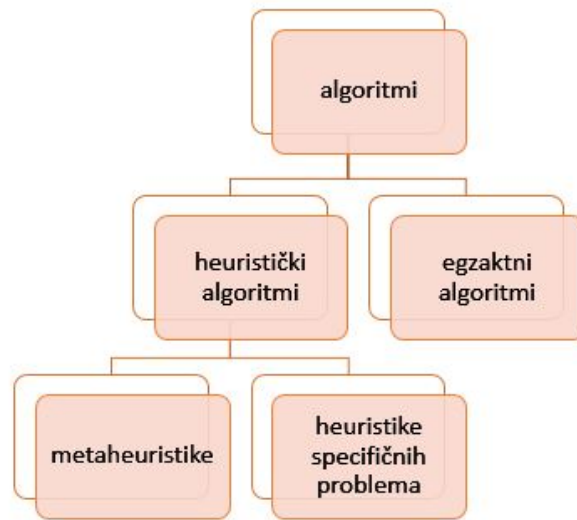 algoritmi
heuristički
algoritmi
egzaktni
algoritmi
metaheuristike
heuristike
specifičnih
problema